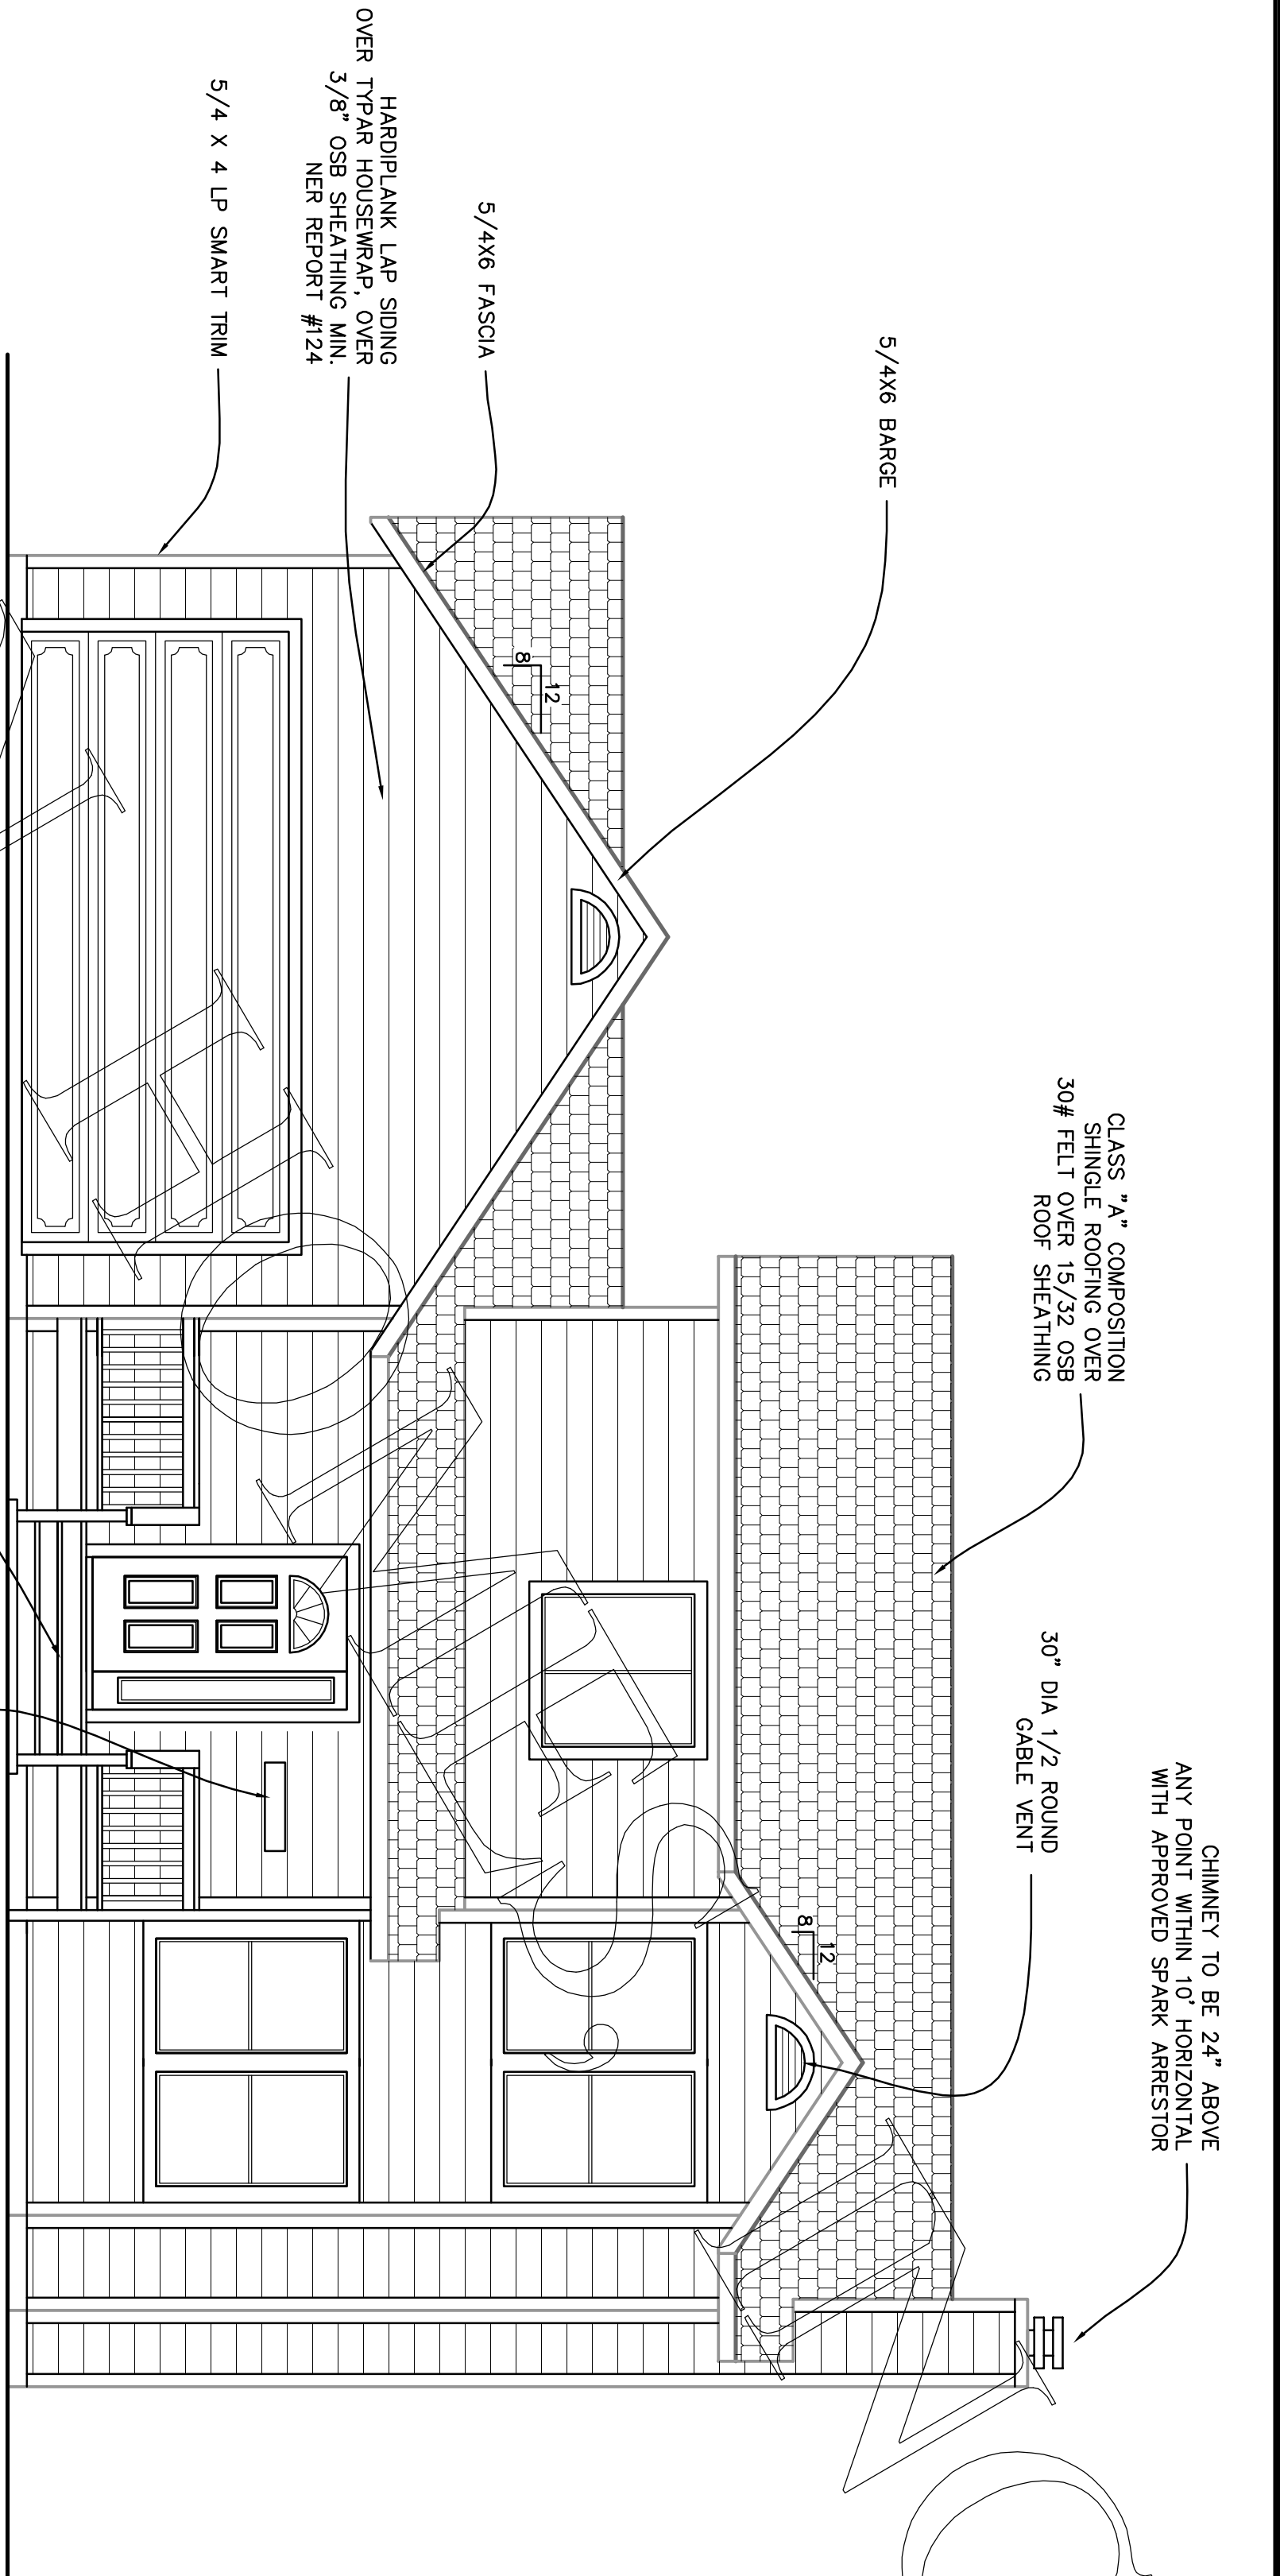 CHIMNEY TO BE 24" ABOVE
ANY POINT WITHIN 10' HORIZONTAL
WITH APPROVED SPARK ARRESTOR
CLASS "A" COMPOSITION
SHINGLE ROOFING OVER
30# FELT OVER 15/32 OSB
ROOF SHEATHING
30" DIA 1/2 ROUND
GABLE VENT
5/4X6 BARGE
12
8
12
8
5/4X6 FASCIA
HARDIPLANK LAP SIDING
OVER TYPAR HOUSEWRAP, OVER
3/8" OSB SHEATHING MIN.
NER REPORT #124
5/4 X 4 LP SMART TRIM